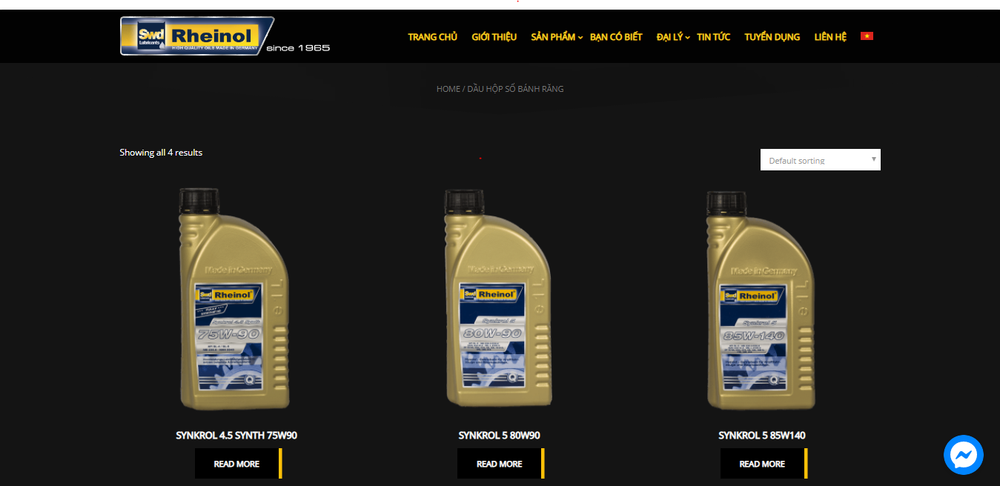 Swd Rheinol
Lubricants
HIGH QUALITY OILS MADE IN GERMANY
since 1965
TRANG CHỦ GIỚI THIỆU SẢN PHẨM BẠN CÓ BIẾT ĐẠI LÝ TIN TỨC TUYỂN DỤNG LIÊN HỆ
HOME / DẦU HỘP SỐ BÁNH RĂNG
Showing all 4 results
Default sorting
Made in Germany
Made in Germany
Made in Germany
Swd Rheinol
Swd Rheinol
Swd Rheinol
FULLY
SYNTHETIC
Synkrol 4.5 Synth
Synkrol 5
Synkrol 5
75W-90
80W-90
85W-140
SYNKROL 4.5 SYNTH 75W90
SYNKROL 5 80W90
SYNKROL 5 85W140
READ MORE
READ MORE
READ MORE